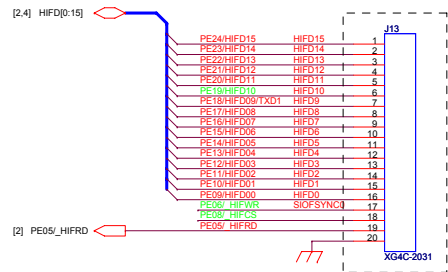 [2,4] HIFD[0:15]
J13
PE24/HIFD15 HIFD15 1
PE23/HIFD14 HIFD14 2
PE22/HIFD13 HIFD13 3
PE21/HIFD12 HIFD12 4
PE20/HIFD11 HIFD11 5
PE19/HIFD10 HIFD10 6
PE18/HIFD09/TXD1 HIFD9 7
PE17/HIFD08 HIFD8 8
PE16/HIFD07 HIFD7 9
PE15/HIFD06 HIFD6 10
PE14/HIFD05 HIFD5 11
PE13/HIFD04 HIFD4 12
PE12/HIFD03 HIFD3 13
PE11/HIFD02 HIFD2 14
PE10/HIFD01 HIFD1 15
PE09/HIFD00 HIFD0 16
PE06/_HIFWR SIOFSYNC0 17
PE08/_HIFCS 18
[2] PE05/_HIFRD PE05/_HIFRD 19
20
XG4C-2031